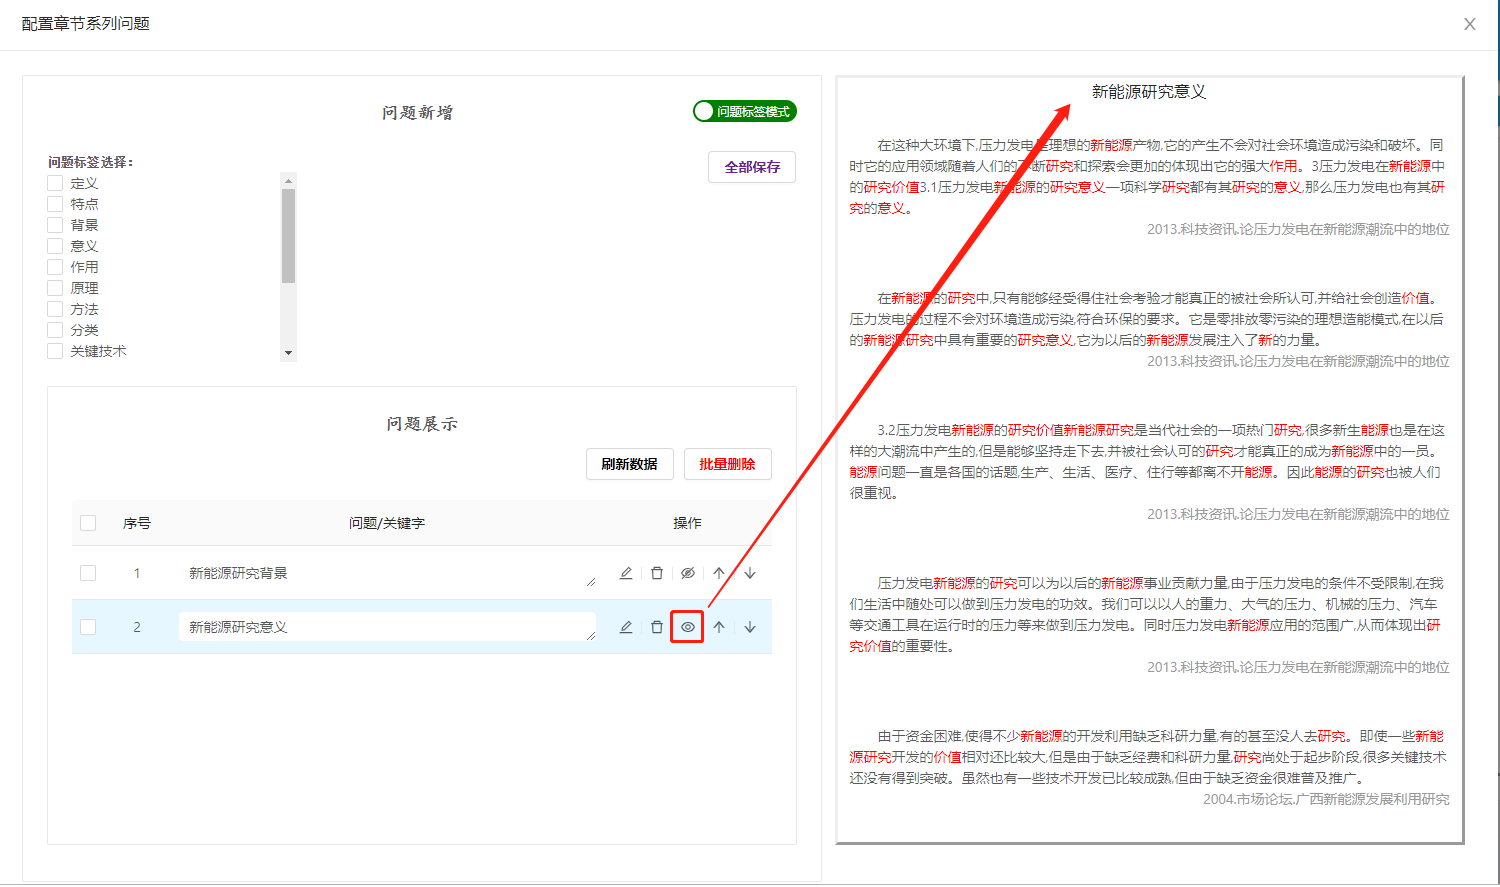 配置章节系列问题
问题新增
问题标签模式
问题标签选择：
全部保存
定义
特点
背景
意义
作用
原理
方法
分类
关键技术
问题展示
刷新数据
批量删除
序号 问题/关键字 操作
1 新能源研究背景
2 新能源研究意义
新能源研究意义
在这种大环境下,压力发电是理想的新能源产物,它的产生不会对社会环境造成污染和破坏。同
时它的应用领域随着人们的不断研究和探索会更加的体现出它的强大作用。3压力发电在新能源中
的研究价值3.1压力发电新能源的研究意义一项科学研究都有其研究的意义,那么压力发电也有其研
究的意义。
2013.科技资讯.论压力发电在新能源潮流中的地位
在新能源的研究中,只有能够经受得住社会考验才能真正的被社会所认可,并给社会创造价值。
压力发电的过程不会对环境造成污染,符合环保的要求。它是零排放零污染的理想造能模式,在以后
的新能源研究中具有重要的研究意义,它为以后的新能源发展注入了新的力量。
2013.科技资讯.论压力发电在新能源潮流中的地位
3.2压力发电新能源的研究价值新能源研究是当代社会的一项热门研究,很多新生能源也是在这
样的大潮流中产生的,但是能够坚持走下去,并被社会认可的研究才能真正的成为新能源中的一员。
能源问题一直是各国的话题,生产、生活、医疗、住行等都离不开能源。因此能源的研究也被人们
很重视。
2013.科技资讯.论压力发电在新能源潮流中的地位
压力发电新能源的研究可以为以后的新能源事业贡献力量,由于压力发电的条件不受限制,在我
们生活中随处可以做到压力发电的功效。我们可以以人的重力、大气的压力、机械的压力、汽车
等交通工具在运行时的压力等来做到压力发电。同时压力发电新能源应用的范围广,从而体现出研
究价值的重要性。
2013.科技资讯.论压力发电在新能源潮流中的地位
由于资金困难,使得不少新能源的开发利用缺乏科研力量,有的甚至没人去研究。即使一些新能
源研究开发的价值相对还比较大,但是由于缺乏经费和科研力量,研究尚处于起步阶段,很多关键技术
还没有得到突破。虽然也有一些技术开发已比较成熟,但由于缺乏资金很难普及推广。
2004.市场论坛.广西新能源发展利用研究